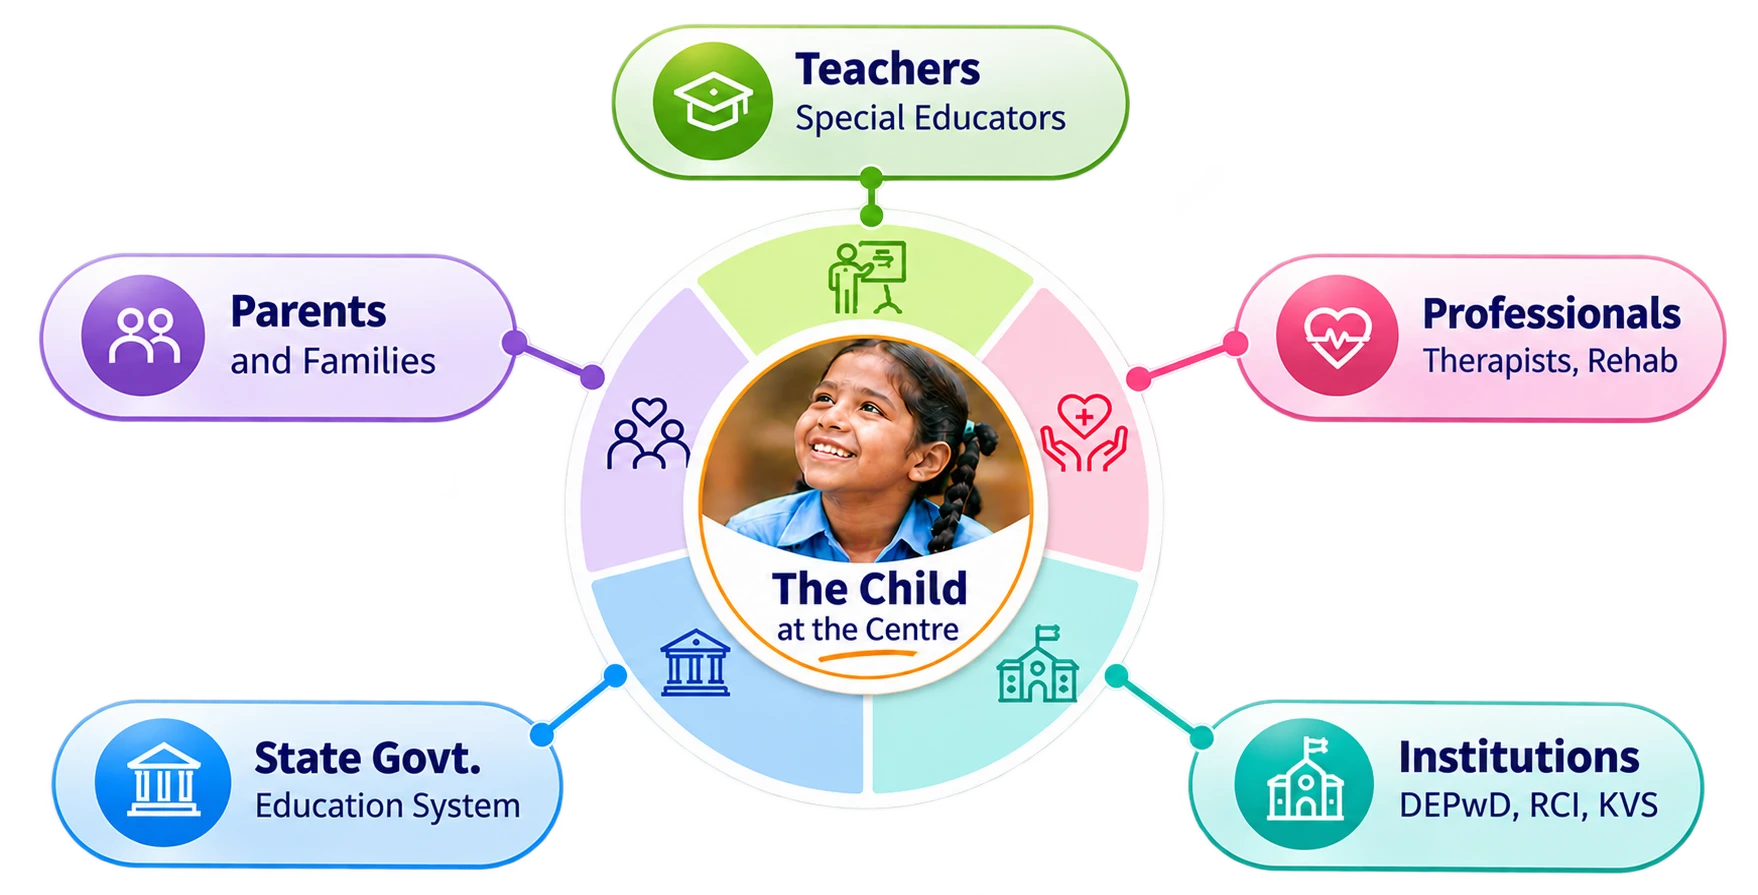 Teachers
Special Educators
Parents
and Families
Professionals
Therapists, Rehab
The Child
at the Centre
State Govt.
Education System
Institutions
DEPwD, RCI, KVS